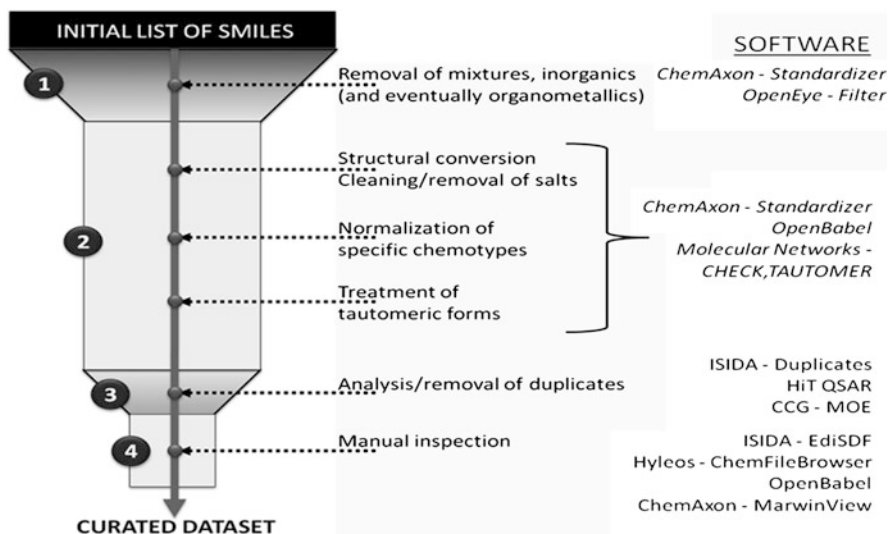 INITIAL LIST OF SMILES
SOFTWARE
1
Removal of mixtures, inorganics
(and eventually organometallics)
ChemAxon - Standardizer
OpenEye - Filter
2
Structural conversion
Cleaning/removal of salts
Normalization of
specific chemotypes
Treatment of
tautomeric forms
ChemAxon - Standardizer
OpenBabel
Molecular Networks -
CHECK,TAUTOMER
3
Analysis/removal of duplicates
ISIDA - Duplicates
HiT QSAR
CCG - MOE
4
Manual inspection
ISIDA - EdiSDF
Hyleos - ChemFileBrowser
OpenBabel
ChemAxon - MarwinView
CURATED DATASET